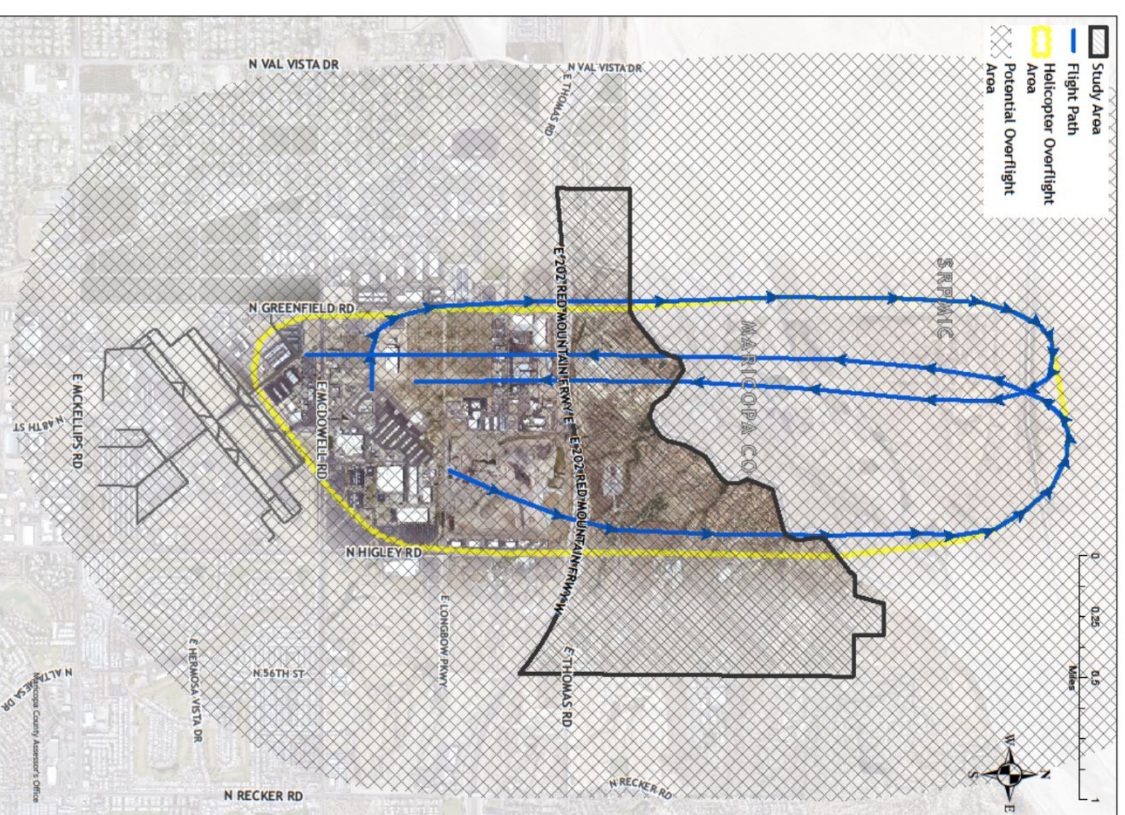 Study Area
Flight Path
Helicopter Overflight
Area
Potential Overflight
Area
N VAL VISTA DR
N VAL VISTA DR
E THOMAS RD
SRPMIC
MARICOPA CO
E 202 RED MOUNTAIN FRWY E
E 202 RED MOUNTAIN FRWY W
N GREENFIELD RD
E MCDOWELL RD
E MCKELLIPS RD
N 48TH ST
N HIGLEY RD
E LONGBOW PKWY
E THOMAS RD
N 56TH ST
E HERMOSA VISTA DR
N RECKER RD
N RECKER RD
0
0.25
0.5
1
Miles
N
W
E
S
Maricopa County Assessor's Office